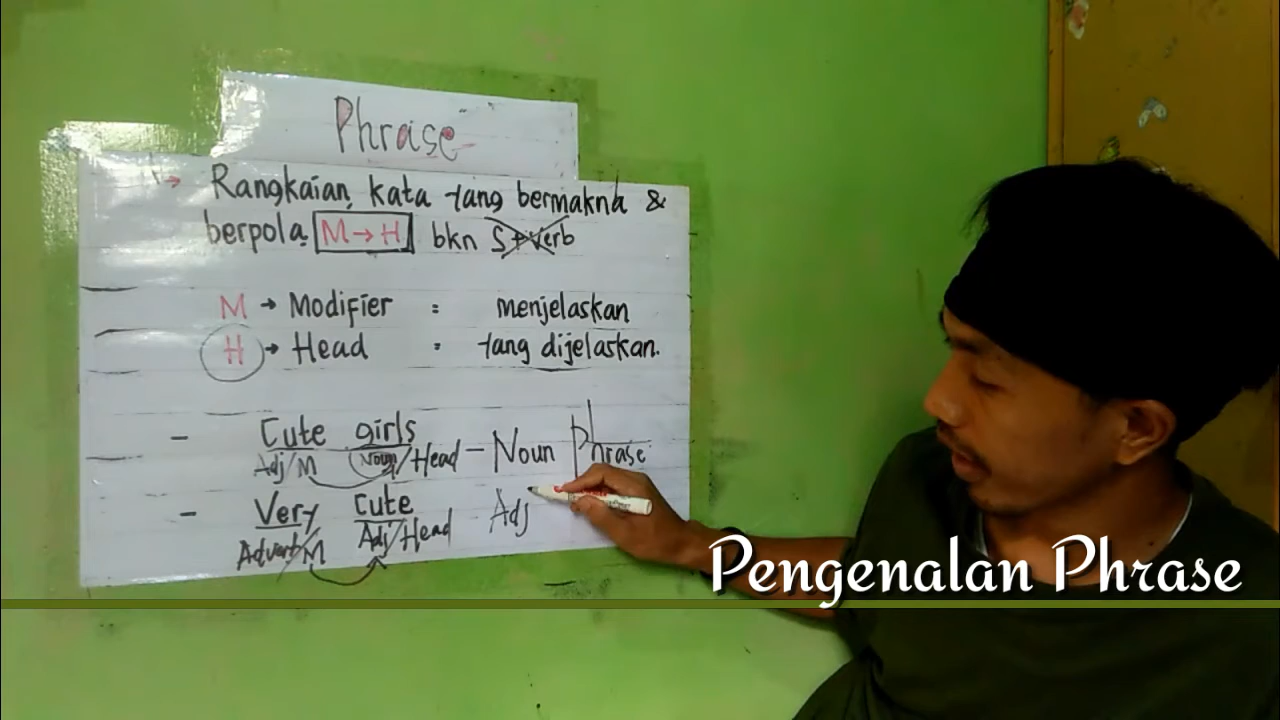 Phrase
Rangkaian kata yang bermakna &
berpola M → H bkn S + Verb
M → Modifier : menjelaskan
H → Head : yang dijelaskan.
- Cute girls
Adj/M Noun/Head - Noun Phrase
- Very Cute
Adverb/M Adj/Head - Adj
Pengenalan Phrase